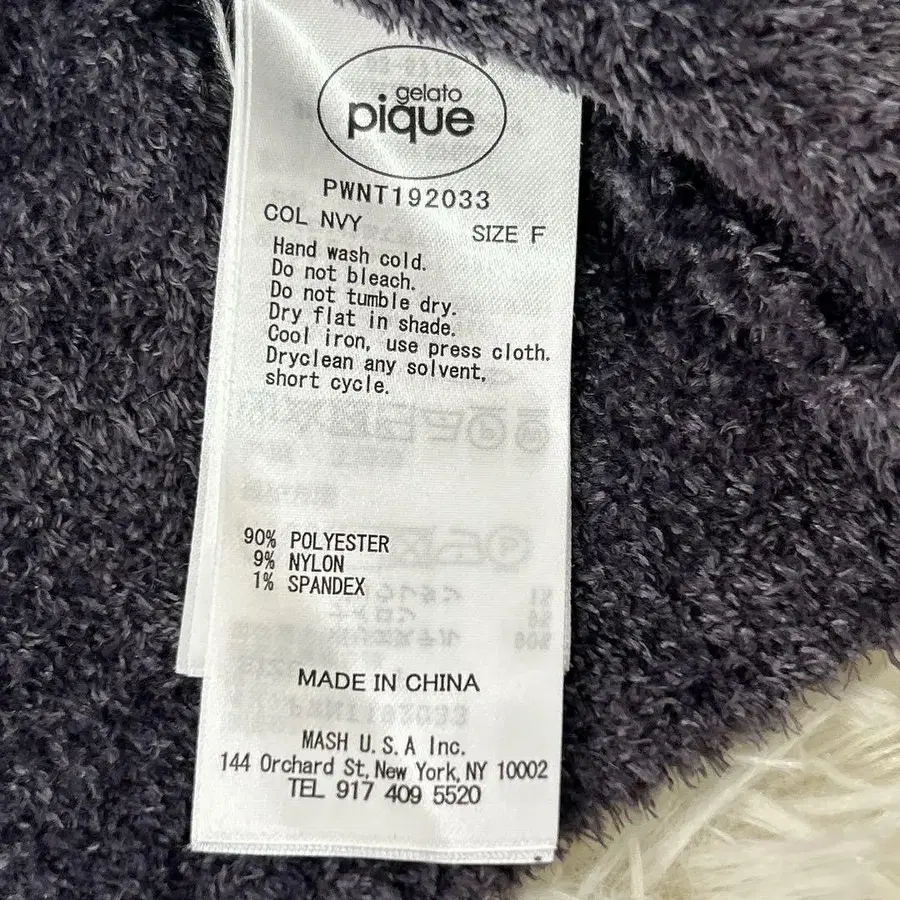 gelato
pique
PWNT192033
COL NVY
SIZE F
Hand wash cold.
Do not bleach.
Do not tumble dry.
Dry flat in shade.
Cool iron, use press cloth.
Dryclean any solvent,
short cycle.
90% POLYESTER
9% NYLON
1% SPANDEX
MADE IN CHINA
MASH U.S.A Inc.
144 Orchard St, New York, NY 10002
TEL 917 409 5520